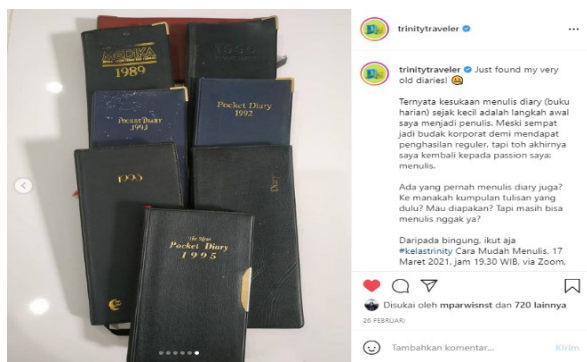 MEDIKA
1989
Pocket Diary
1991
Pocket Diary
1992
1993
Diary
Pocket Diary
1995
trinitytraveler
trinitytraveler Just found my very
old diaries! 😆
Ternyata kesukaan menulis diary (buku
harian) sejak kecil adalah langkah awal
saya menjadi penulis. Meski sempat
jadi budak korporat demi mendapat
penghasilan reguler, tapi toh akhirnya
saya kembali ke passion saya:
menulis.
Ada yang pernah menulis diary juga?
Ke manakah kumpulan tulisan yang
dulu? Mau diapakan? Tapi masih bisa
menulis nggak ya?
Daripada bingung, ikut aja
#kelastrinity Cara Mudah Menulis, 17
Maret 2021, jam 19.30 WIB, via Zoom,
Disukai oleh mparwisnst dan 720 lainnya
26 FEBRUARI
Tambahkan komentar...
Kirim